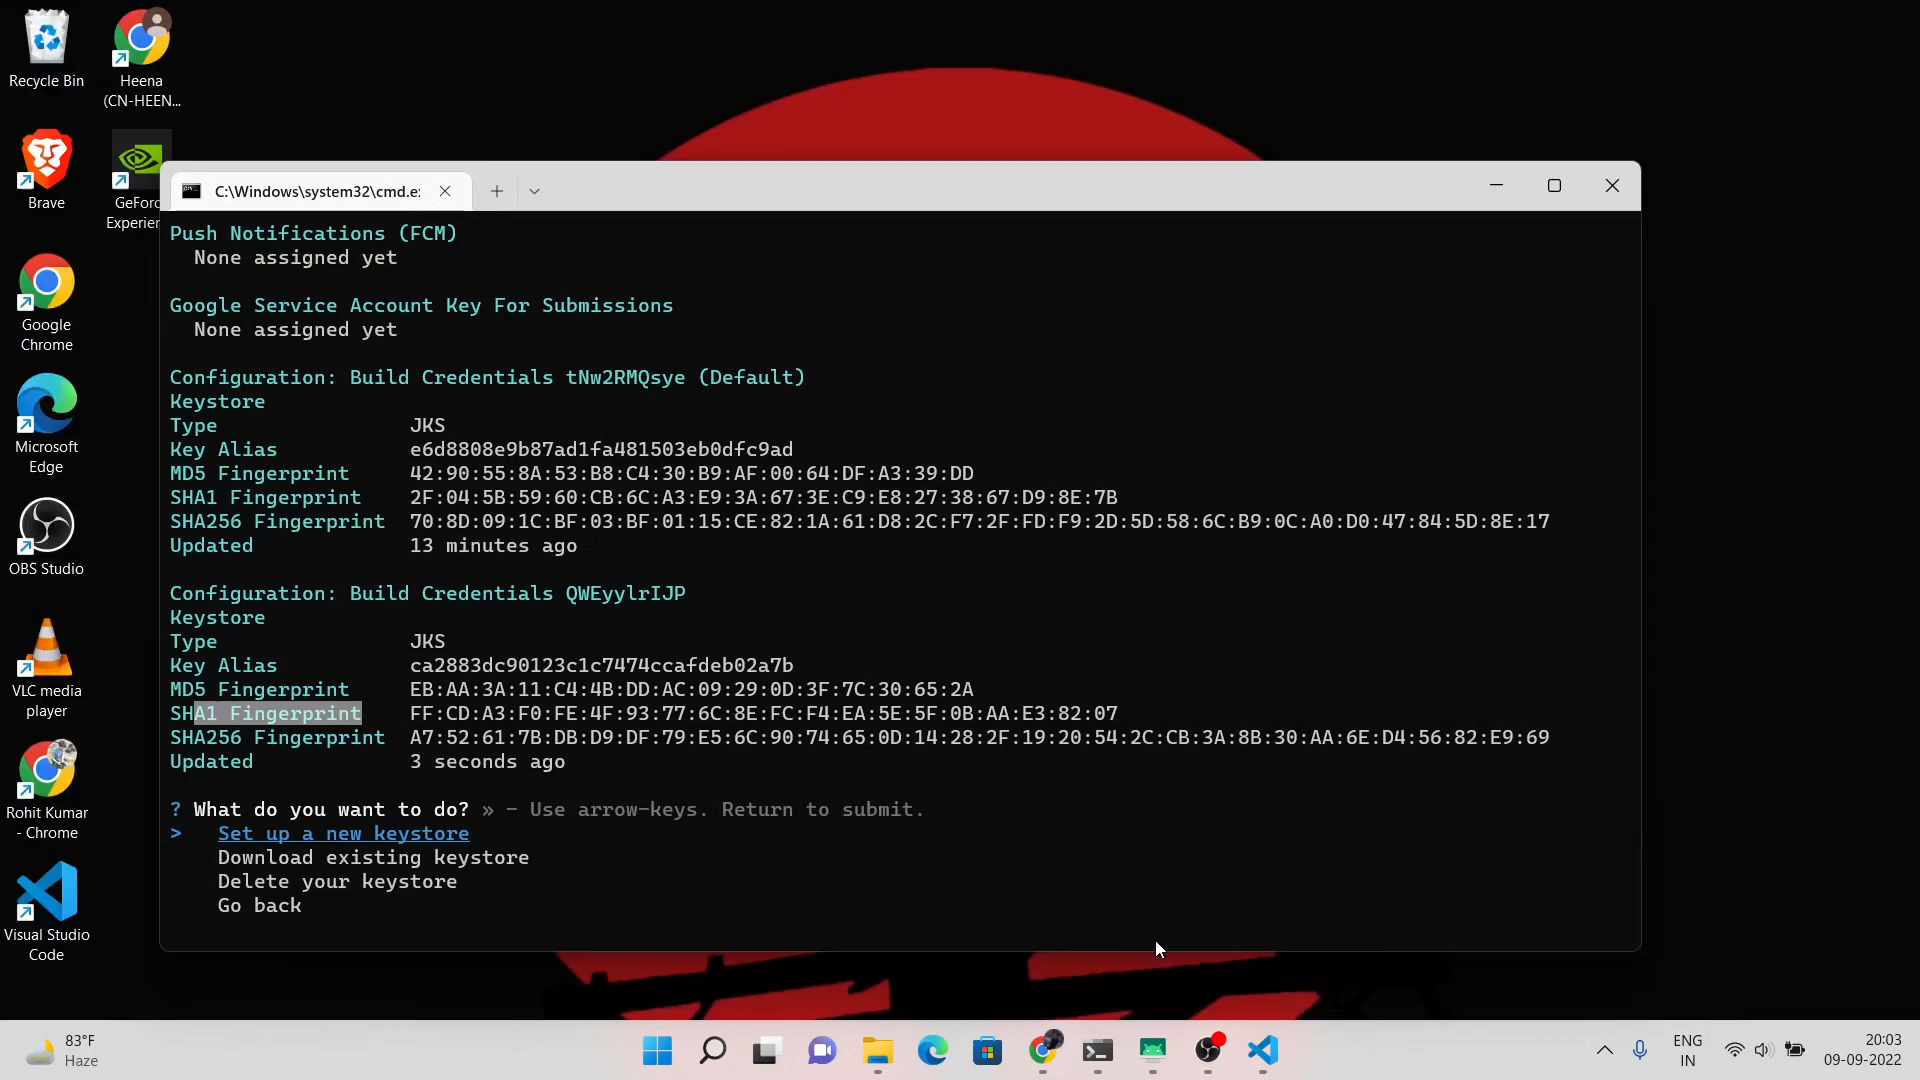 Recycle Bin
Heena
(CN-HEEN...
Brave
GeForc
Experien
Google
Chrome
Microsoft
Edge
OBS Studio
VLC media
player
Rohit Kumar
- Chrome
Visual Studio
Code
C:\Windows\system32\cmd.e
Push Notifications (FCM)
None assigned yet
Google Service Account Key For Submissions
None assigned yet
Configuration: Build Credentials tNw2RMQsye (Default)
Keystore
Type JKS
Key Alias e6d8808e9b87ad1fa481503eb0dfc9ad
MD5 Fingerprint 42:90:55:8A:53:B8:C4:30:B9:AF:00:64:DF:A3:39:DD
SHA1 Fingerprint 2F:04:5B:59:60:CB:6C:A3:E9:3A:67:3E:C9:E8:27:38:67:D9:8E:7B
SHA256 Fingerprint 70:8D:09:1C:BF:03:BF:01:15:CE:82:1A:61:D8:2C:F7:2F:FD:F9:2D:5D:58:6C:B9:0C:A0:D0:47:84:5D:8E:17
Updated 13 minutes ago
Configuration: Build Credentials QWEyylrIJP
Keystore
Type JKS
Key Alias ca2883dc90123c1c7474ccafdeb02a7b
MD5 Fingerprint EB:AA:3A:11:C4:4B:DD:AC:09:29:0D:3F:7C:30:65:2A
SHA1 Fingerprint FF:CD:A3:F0:FE:4F:93:77:6C:8E:FC:F4:EA:5E:5F:0B:AA:E3:82:07
SHA256 Fingerprint A7:52:61:7B:DB:D9:DF:79:E5:6C:90:74:65:0D:14:28:2F:19:20:54:2C:CB:3A:8B:30:AA:6E:D4:56:82:E9:69
Updated 3 seconds ago
? What do you want to do? » - Use arrow-keys. Return to submit.
> Set up a new keystore
Download existing keystore
Delete your keystore
Go back
83°F
Haze
ENG
IN
20:03
09-09-2022